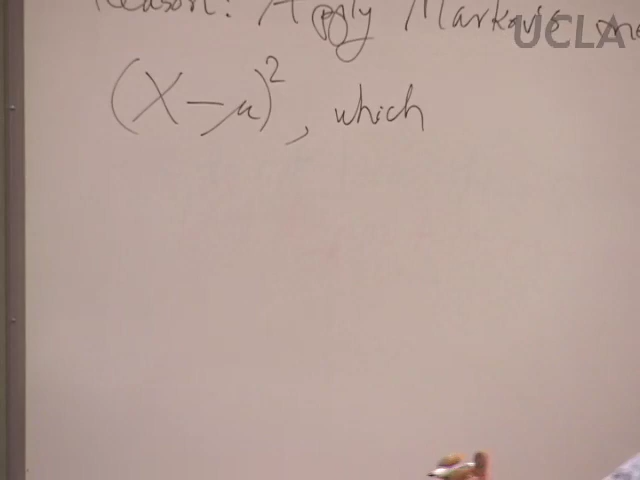 Reason: Apply Markov's
UCLA
(X-μ)², which